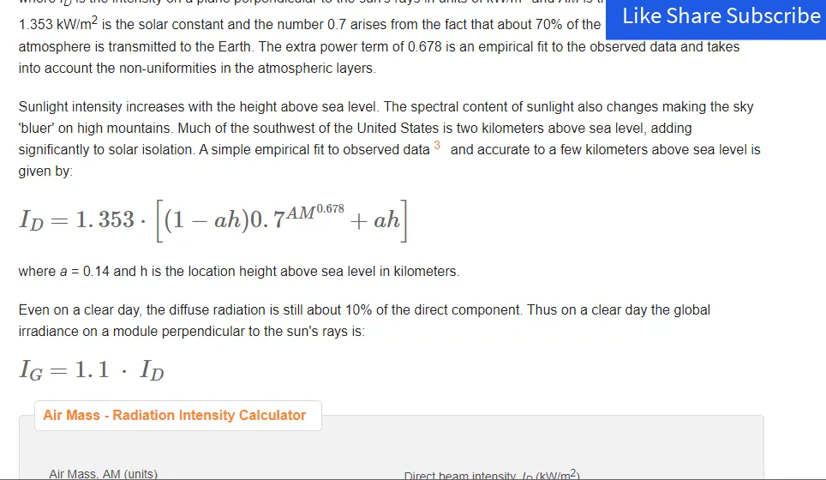 Like Share Subscribe
1.353 kW/m² is the solar constant and the number 0.7 arises from the fact that about 70% of the
atmosphere is transmitted to the Earth. The extra power term of 0.678 is an empirical fit to the observed data and takes
into account the non-uniformities in the atmospheric layers.
Sunlight intensity increases with the height above sea level. The spectral content of sunlight also changes making the sky
'bluer' on high mountains. Much of the southwest of the United States is two kilometers above sea level, adding
significantly to solar isolation. A simple empirical fit to observed data ³ and accurate to a few kilometers above sea level is
given by:
I_D = 1.353 · [(1 − ah)0.7^{AM^{0.678}} + ah]
where a = 0.14 and h is the location height above sea level in kilometers.
Even on a clear day, the diffuse radiation is still about 10% of the direct component. Thus on a clear day the global
irradiance on a module perpendicular to the sun's rays is:
I_G = 1.1 · I_D
Air Mass - Radiation Intensity Calculator
Air Mass, AM (units)
Direct beam intensity, I_D (kW/m²)